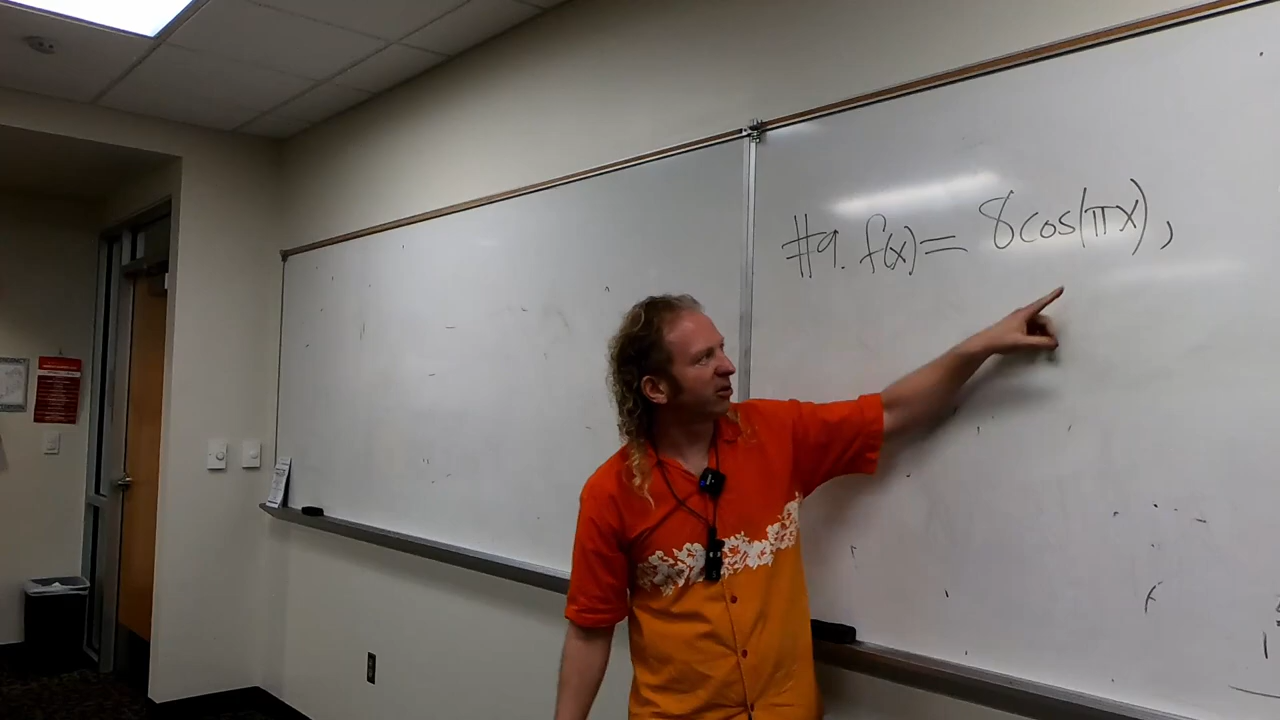 #9. f(x) = 8cos(πx),